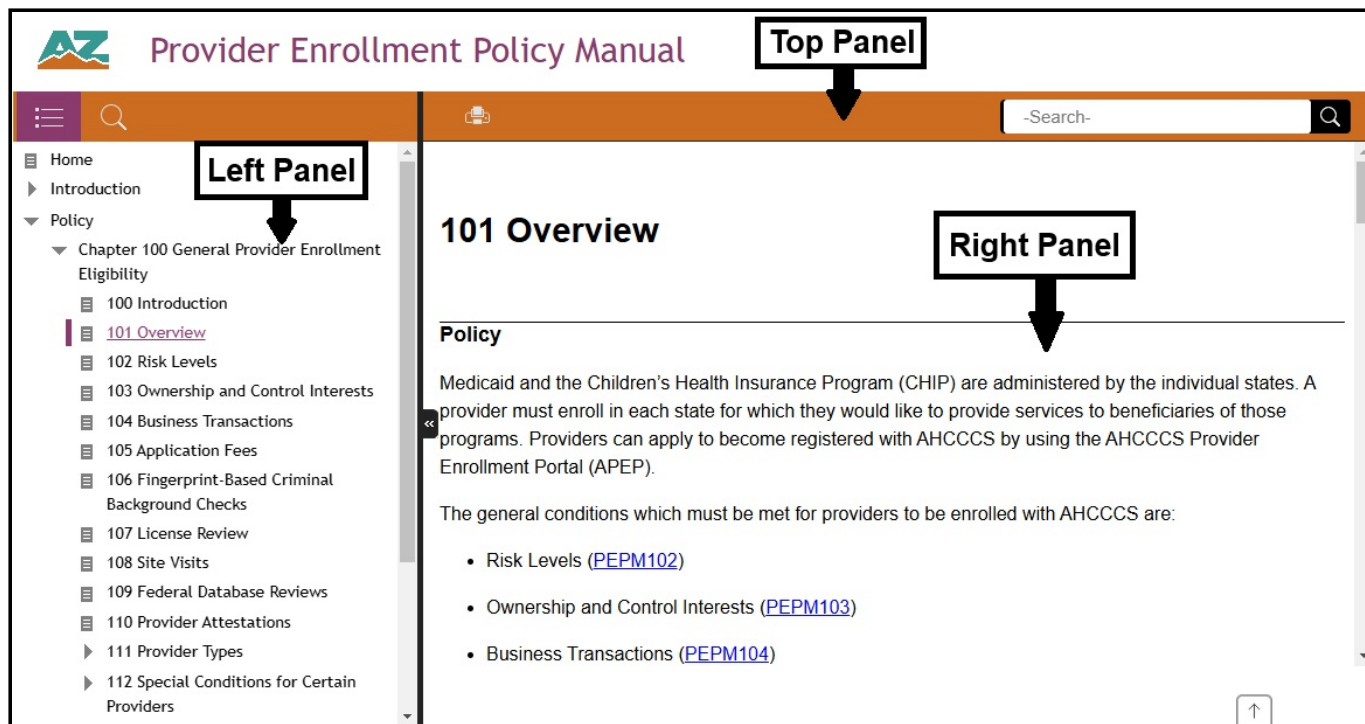 AZ
Provider Enrollment Policy Manual
Top Panel
-Search-
Home
Introduction
Policy
Chapter 100 General Provider Enrollment
Eligibility
100 Introduction
101 Overview
102 Risk Levels
103 Ownership and Control Interests
104 Business Transactions
105 Application Fees
106 Fingerprint-Based Criminal
Background Checks
107 License Review
108 Site Visits
109 Federal Database Reviews
110 Provider Attestations
111 Provider Types
112 Special Conditions for Certain
Providers
Left Panel
«
101 Overview
Right Panel
Policy
Medicaid and the Children’s Health Insurance Program (CHIP) are administered by the individual states. A
provider must enroll in each state for which they would like to provide services to beneficiaries of those
programs. Providers can apply to become registered with AHCCCS by using the AHCCCS Provider
Enrollment Portal (APEP).
The general conditions which must be met for providers to be enrolled with AHCCCS are:
• Risk Levels (PEPM102)
• Ownership and Control Interests (PEPM103)
• Business Transactions (PEPM104)